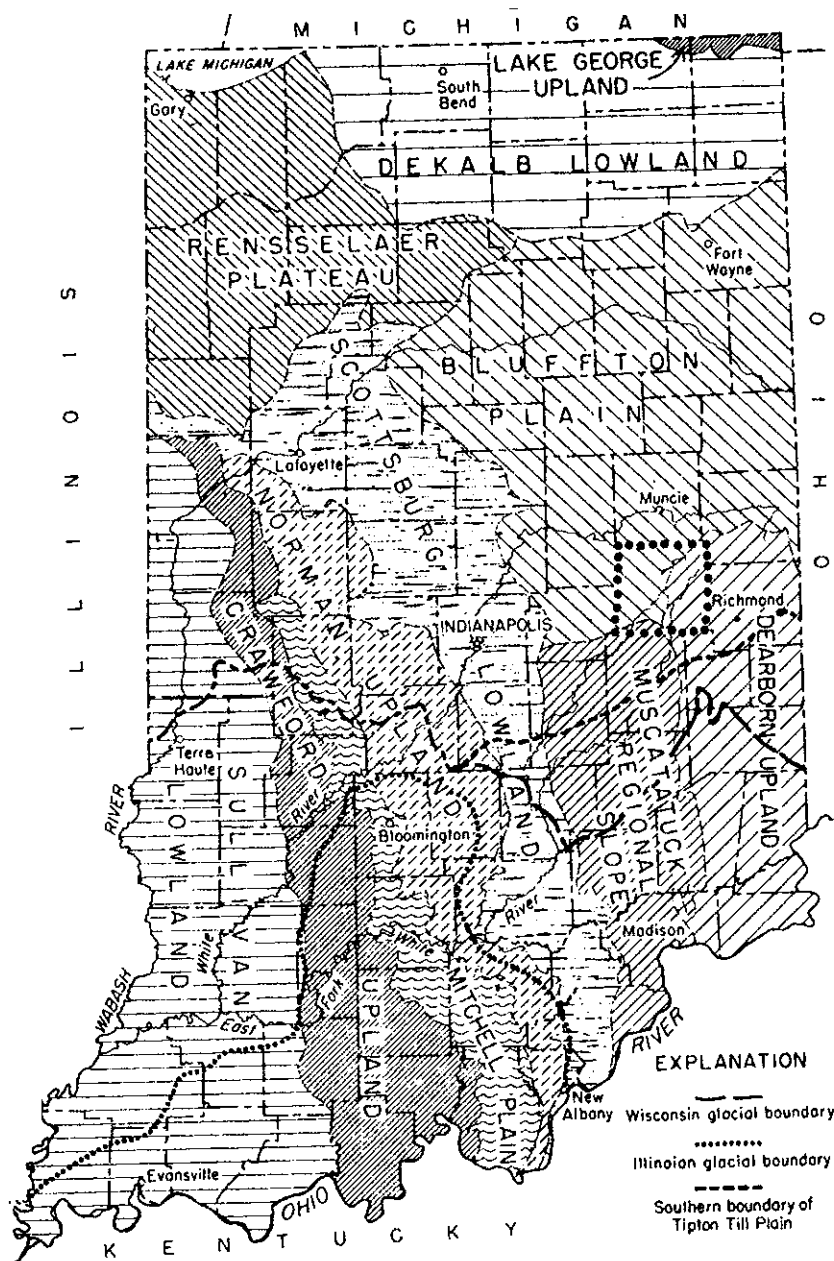 MICHIGAN
LAKE MICHIGAN
LAKE GEORGE
UPLAND
South
Bend
Gary
DEKALB LOWLAND
RENSSELAER
PLATEAU
Fort
Wayne
ILLINOIS
OHIO
BLUFFTON
PLAIN
SCOTTSBURG
LOWLAND
Lafayette
Muncie
NORMAN
UPLAND
Richmond
INDIANAPOLIS
CRAWFORD
UPLAND
DEARBORN UPLAND
MUSCATATUCK
REGIONAL
SLOPE
Terre
Haute
SULLIVAN
LOWLAND
River
Bloomington
River
WABASH
RIVER
White
Madison
East
Fork
White
MITCHELL PLAIN
OHIO
RIVER
New
Albany
Evansville
KENTUCKY
EXPLANATION
Wisconsin glacial boundary
Illinoian glacial boundary
Southern boundary of
Tipton Till Plain